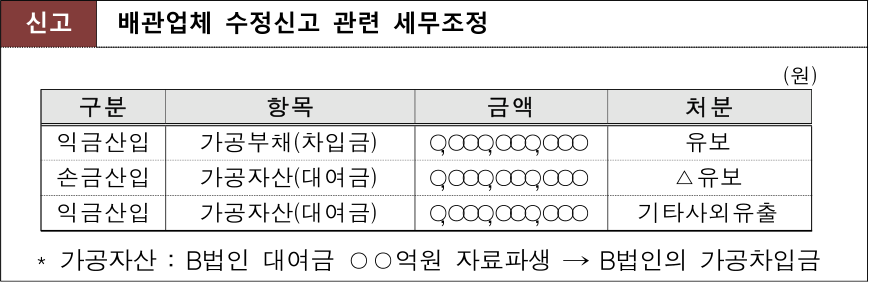 신고 배관업체 수정신고 관련 세무조정
(원)
구분 항목 금액 처분
익금산입 가공부채(차입금) ○,○○○,○○○,○○○ 유보
손금산입 가공자산(대여금) ○,○○○,○○○,○○○ △유보
익금산입 가공자산(대여금) ○,○○○,○○○,○○○ 기타사외유출
* 가공자산 : B법인 대여금 ○○억원 자료파생 → B법인의 가공차입금